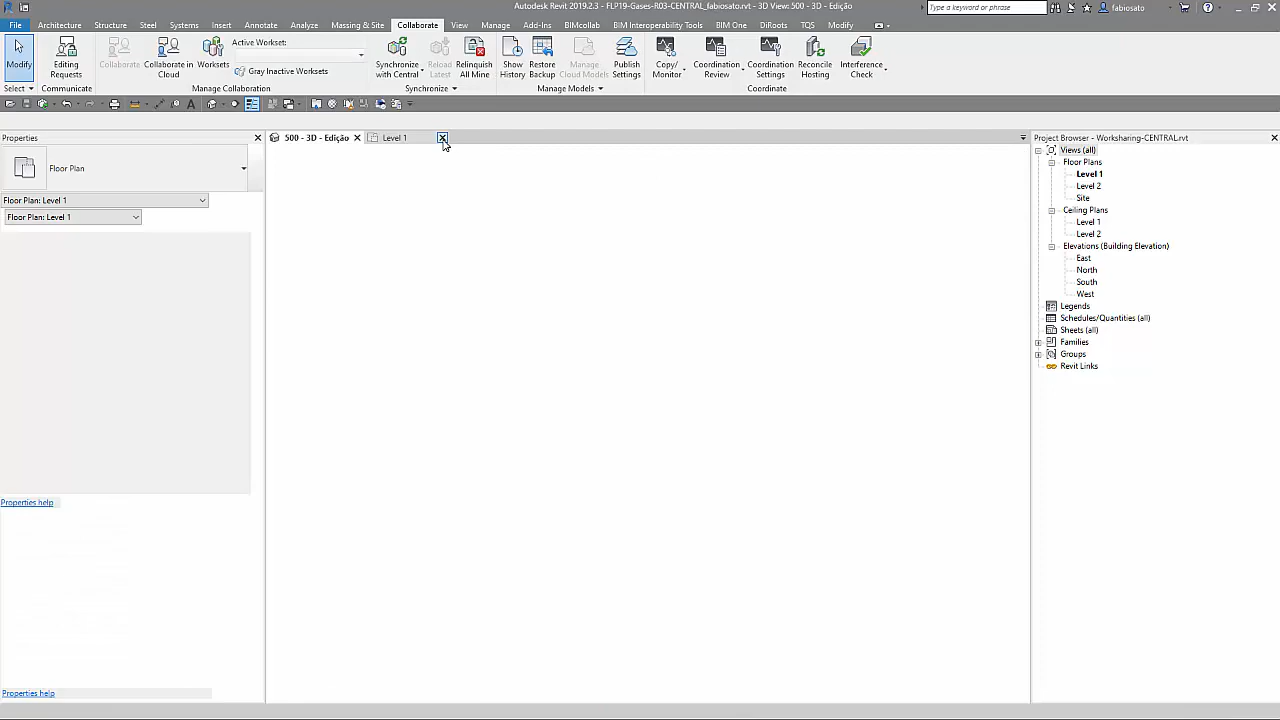 Autodesk Revit 2019.2.3 - FLP19-Gases-R03-CENTRAL_fabiosato.rvt - 3D View: 500 - 3D - Edição
Type a keyword or phrase
fabiosato
File Architecture Structure Steel Systems Insert Annotate Analyze Massing & Site Collaborate View Manage Add-Ins BIMcollab BIM Interoperability Tools BIM One DiRoots TQS Modify
Modify
Editing Requests
Collaborate
Collaborate in Cloud
Worksets
Active Workset:
Gray Inactive Worksets
Synchronize with Central
Reload Latest
Relinquish All Mine
Show History
Restore Backup
Manage Cloud Models
Publish Settings
Copy/ Monitor
Coordination Review
Coordination Settings
Reconcile Hosting
Interference Check
Select Communicate Manage Collaboration Synchronize Manage Models Coordinate
Properties
500 - 3D - Edição
Level 1
Project Browser - Worksharing-CENTRAL.rvt
Floor Plan
Floor Plan: Level 1
Floor Plan: Level 1
Properties help
Properties help
Views (all)
Floor Plans
Level 1
Level 2
Site
Ceiling Plans
Level 1
Level 2
Elevations (Building Elevation)
East
North
South
West
Legends
Schedules/Quantities (all)
Sheets (all)
Families
Groups
Revit Links